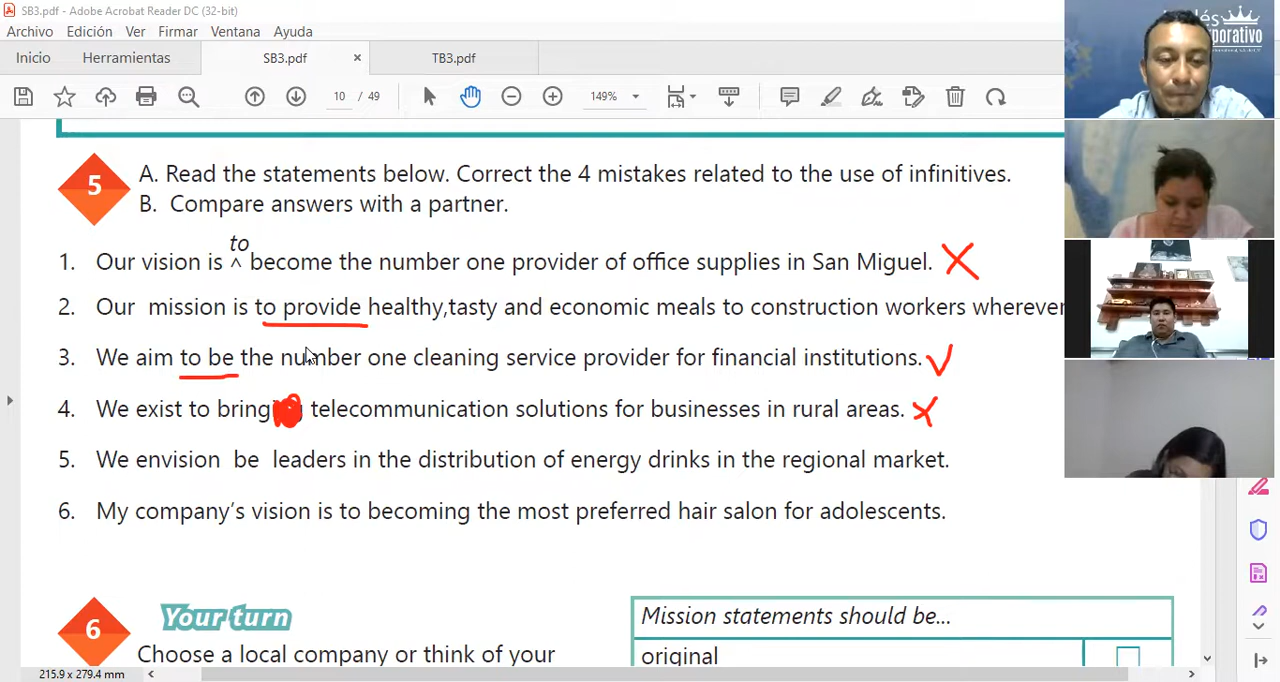 SB3.pdf - Adobe Acrobat Reader DC (32-bit)
Archivo Edición Ver Firmar Ventana Ayuda
Inicio Herramientas SB3.pdf × TB3.pdf
10 / 49 149%
5
A. Read the statements below. Correct the 4 mistakes related to the use of infinitives.
B. Compare answers with a partner.
to
1. Our vision is ^ become the number one provider of office supplies in San Miguel.
2. Our mission is to provide healthy,tasty and economic meals to construction workers wherever
3. We aim to be the number one cleaning service provider for financial institutions.
4. We exist to bring telecommunication solutions for businesses in rural areas.
5. We envision be leaders in the distribution of energy drinks in the regional market.
6. My company's vision is to becoming the most preferred hair salon for adolescents.
6
Your turn
Choose a local company or think of your
Mission statements should be...
original
215.9 x 279.4 mm